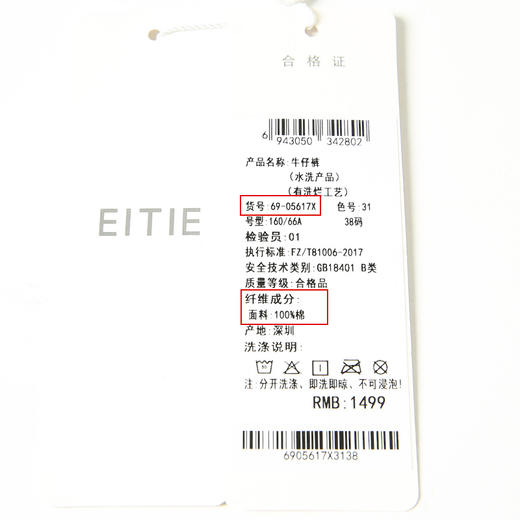 EITIE
合格证
6 943050 342802
产品名称:牛仔裤
(水洗产品)
(有洗烂工艺)
货号:69-05617X 色号:31
号型:160/66A 38码
检验员:01
执行标准:FZ/T81006-2017
安全技术类别:GB18401 B类
质量等级:合格品
纤维成分:
面料:100%棉
产地:深圳
洗涤说明:
注:分开洗涤、即洗即晾、不可浸泡!
RMB:1499
6905617X3138